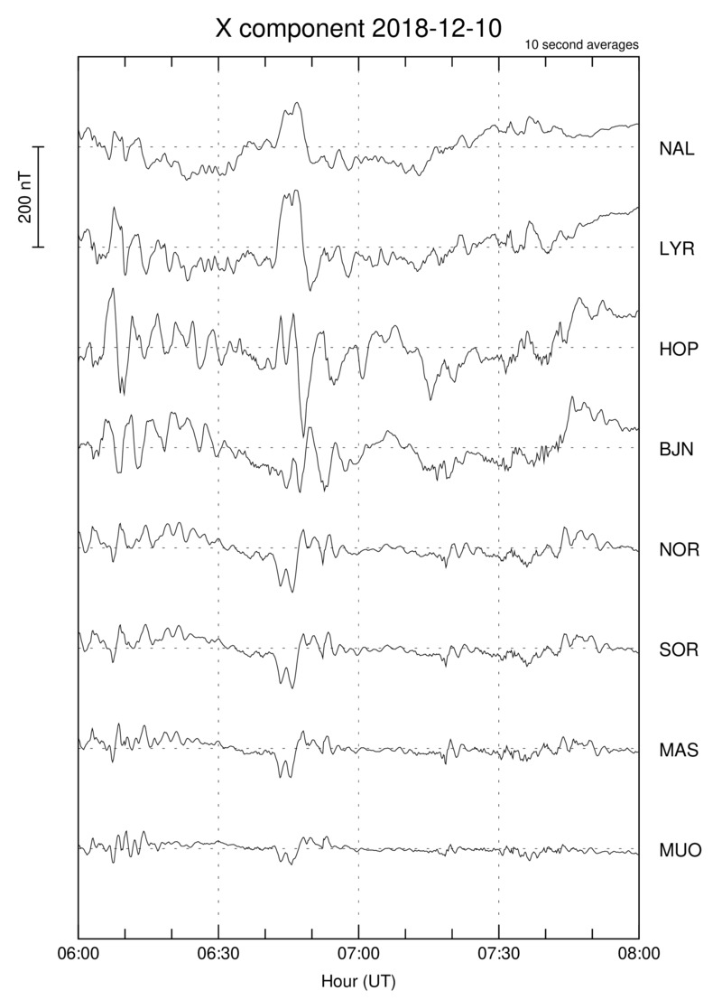 X component 2018-12-10
10 second averages
200 nT
NAL
LYR
HOP
BJN
NOR
SOR
MAS
MUO
06:00 06:30 07:00 07:30 08:00
Hour (UT)